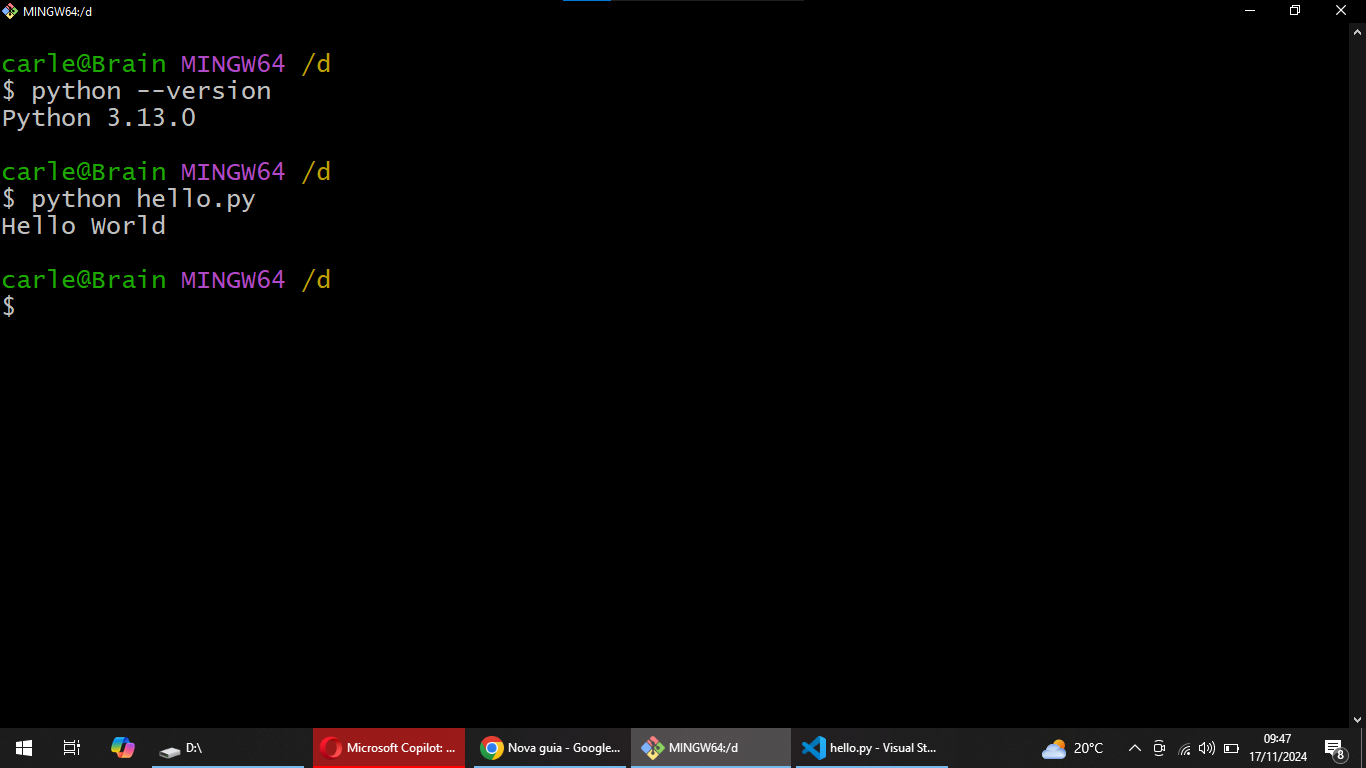 MINGW64:/d
carle@Brain MINGW64 /d
$ python --version
Python 3.13.0
carle@Brain MINGW64 /d
$ python hello.py
Hello World
carle@Brain MINGW64 /d
$
D:\
Microsoft Copilot: ...
Nova guia - Google...
MINGW64:/d
hello.py - Visual St...
20°C
09:47
17/11/2024
8